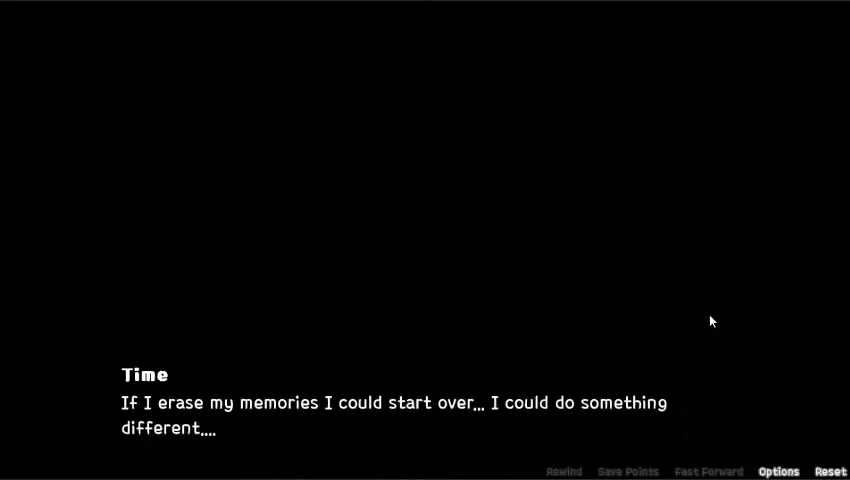 Time
If I erase my memories I could start over... I could do something
different....
Rewind Save Points Fast Forward Options Reset